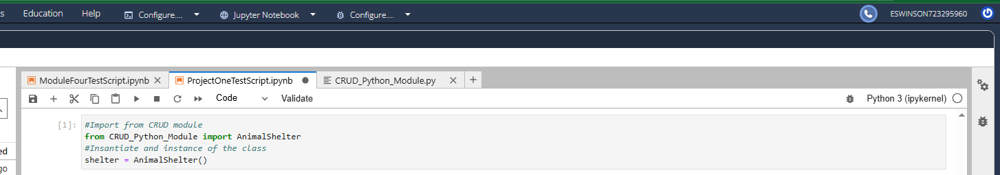 s Education Help Configure.... Jupyter Notebook Configure.... ESWINSON723295960
ModuleFourTestScript.ipynb ProjectOneTestScript.ipynb CRUD_Python_Module.py
Code Validate Python 3 (ipykernel)
[1]: #Import from CRUD module
from CRUD_Python_Module import AnimalShelter
#Insantiate and instance of the class
ed shelter = AnimalShelter()
go